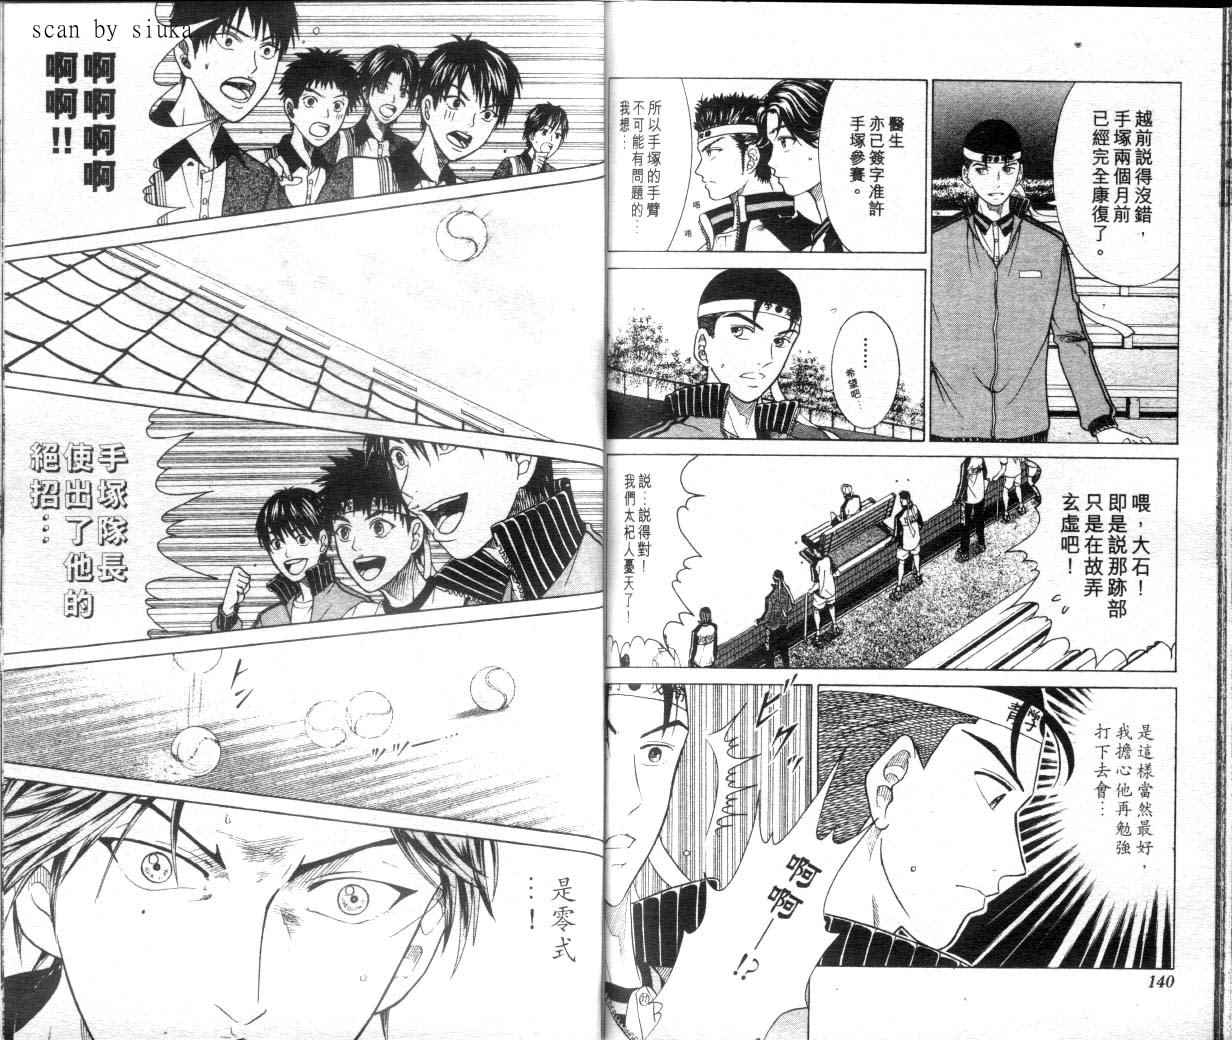 scan by siuka
越前說得沒錯，
手塚兩個月前
已經完全康復了。
醫生
亦已簽字准許
手塚參賽。
所以手塚的手臂
不可能有問題的…
我想…
唔
唔
……
希望吧…
喂，大石！
即是說那跡部
只是在故弄
玄虛吧！
說…說得對！
我們太杞人憂天了！
是這樣當然最好，
我擔心他再勉強
打下去會…
青學
ビク
啊
啊—!?
140
啊啊啊啊
啊啊!!
手塚隊長
使出了他的
絕招…
是零式
…！